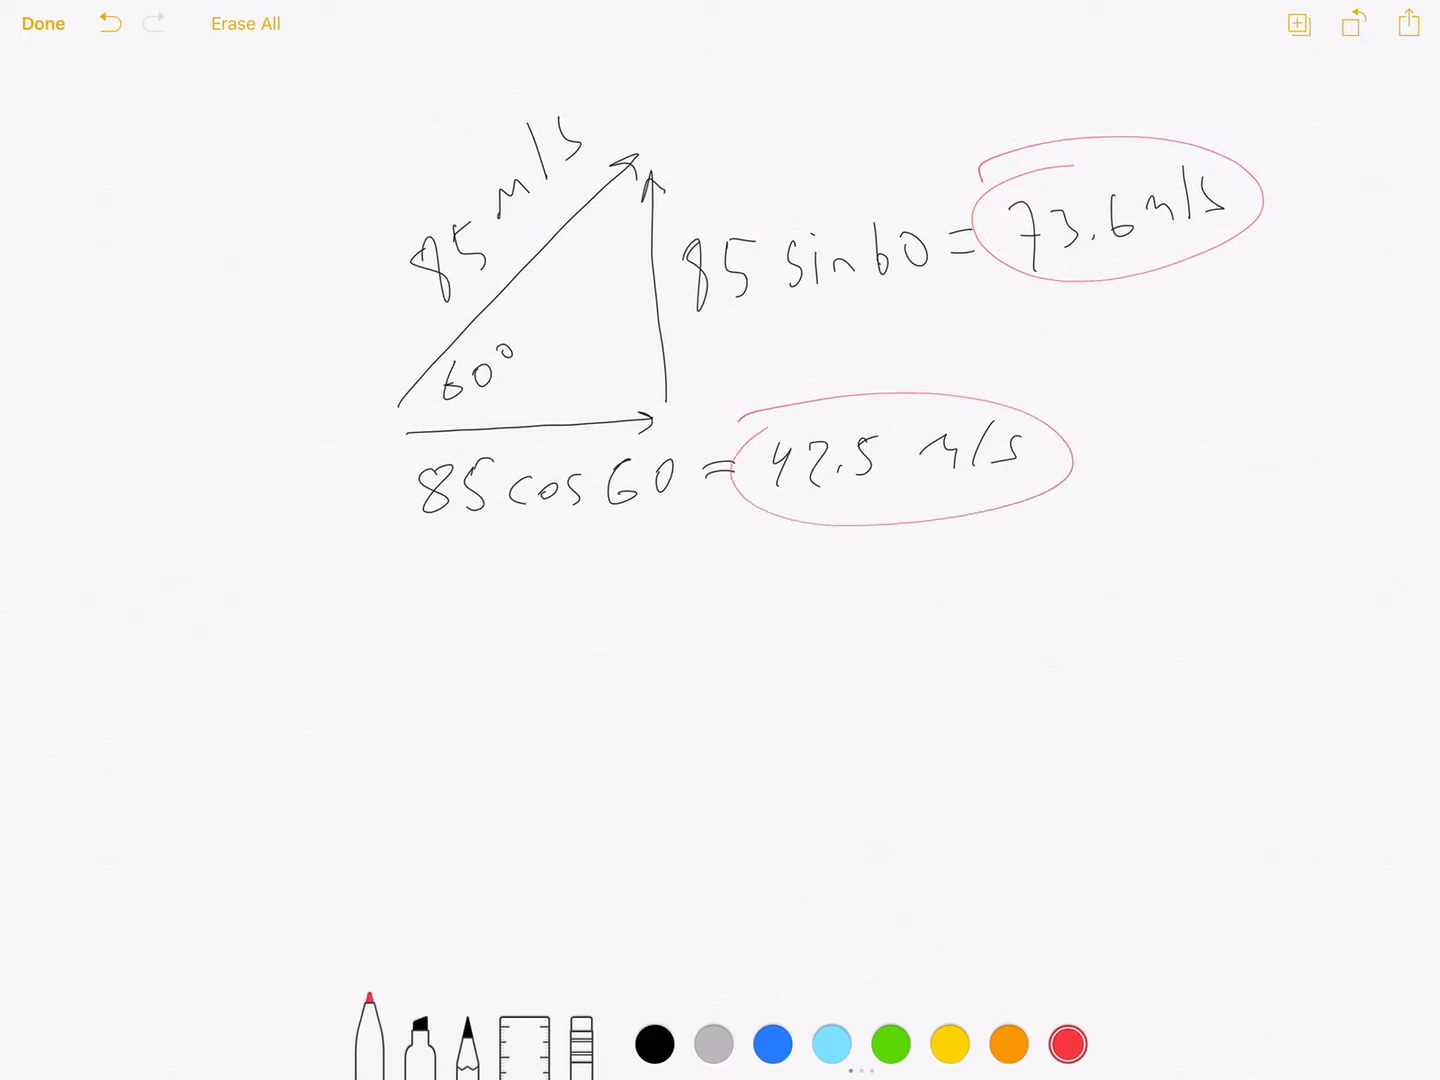 Done Erase All
85 m/s
85 sin60 = 73.6 m/s
60°
85 cos 60 = 42.5 m/s